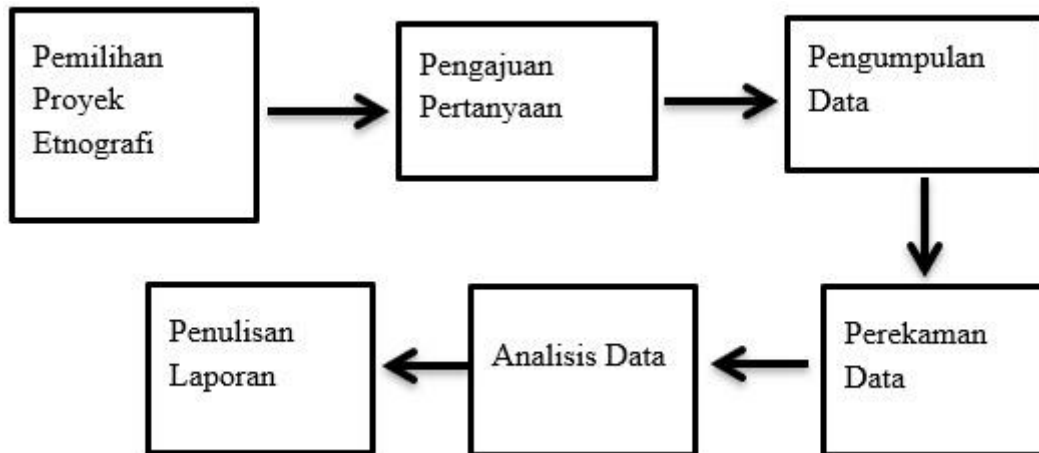 Pemilihan
Proyek
Etnografi
Pengajuan
Pertanyaan
Pengumpulan
Data
Perekaman
Data
Analisis Data
Penulisan
Laporan